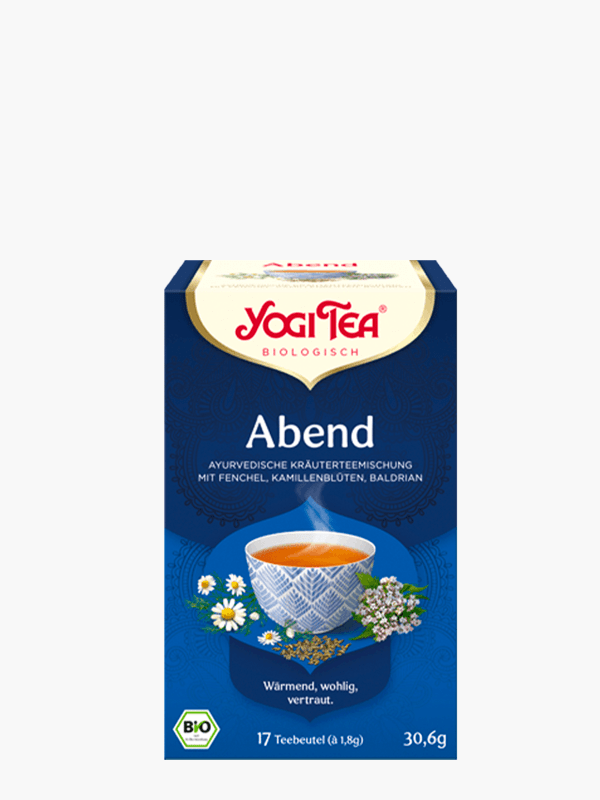 Abend
YOGI TEA®
BIOLOGISCH
Abend
AYURVEDISCHE KRÄUTERTEEMISCHUNG
MIT FENCHEL, KAMILLENBLÜTEN, BALDRIAN
Wärmend, wohlig,
vertraut.
BIO
17 Teebeutel (à 1,8g)
30,6g